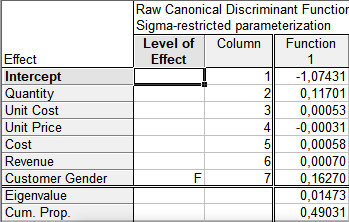 Raw Canonical Discriminant Function
Sigma-restricted parameterization
Effect Level of Effect Column Function 1
Intercept 1 -1,07431
Quantity 2 0,11701
Unit Cost 3 0,00053
Unit Price 4 -0,00031
Cost 5 0,00058
Revenue 6 0,00070
Customer Gender F 7 0,16270
Eigenvalue 0,01473
Cum. Prop. 0,49031